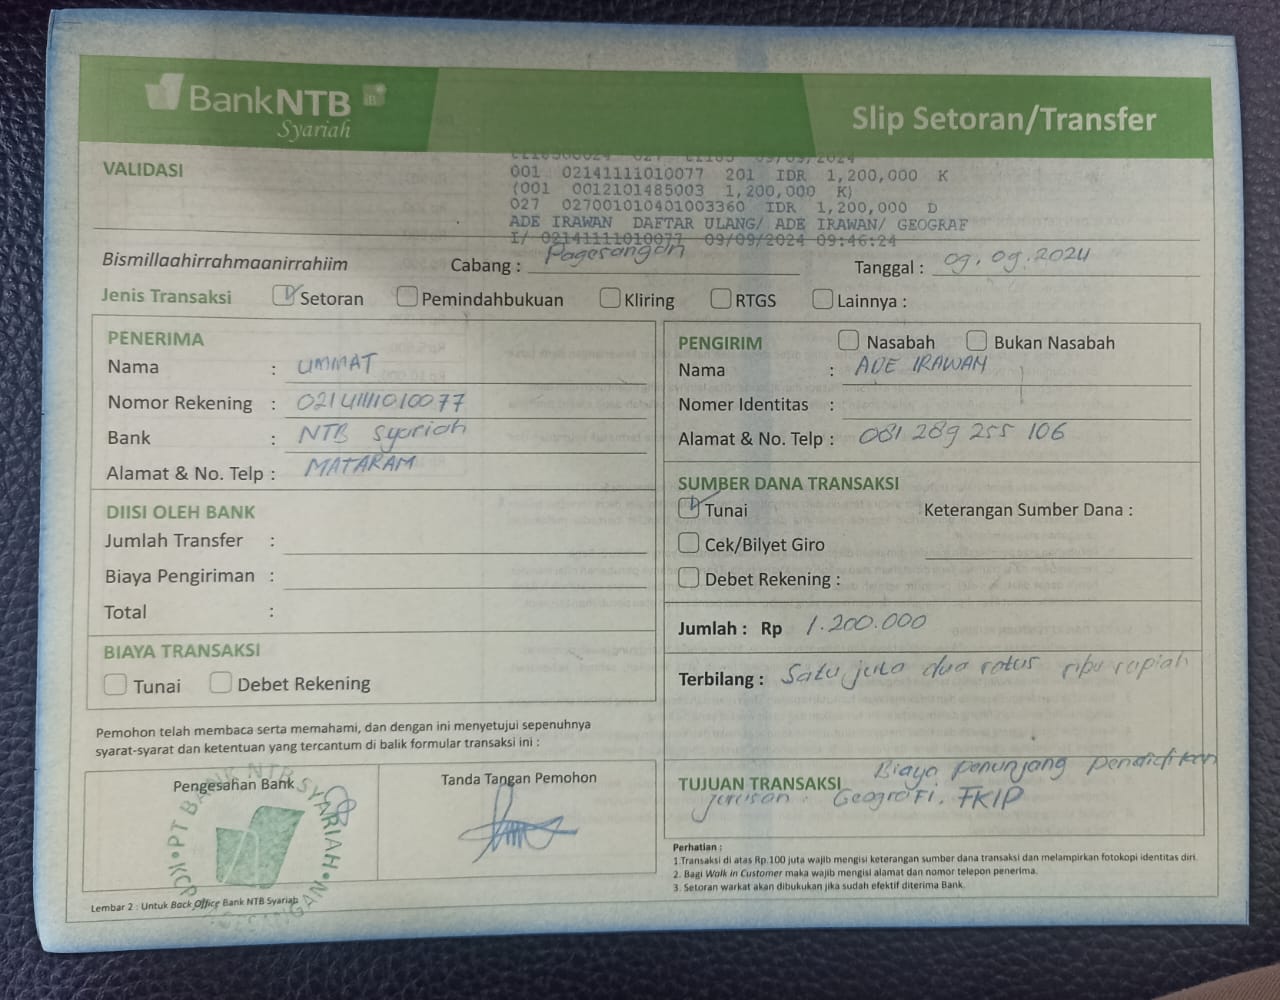 BankNTB
Syariah
Slip Setoran/Transfer
VALIDASI
09/09/2024
001 02141111010077 201 IDR 1,200,000 K
(001 0012101485003 1,200,000 K)
027 027001010401003360 IDR 1,200,000 D
ADE IRAWAN DAFTAR ULANG/ ADE IRAWAN/ GEOGRAF
I/ 02141111010077 09/09/2024 09:46:24
Bismillaahirrahmaanirrahiim
Cabang : Pagesangan
Tanggal : 09.09.2024
Jenis Transaksi Setoran Pemindahbukuan Kliring RTGS Lainnya :
PENERIMA
Nama : UMMAT
Nomor Rekening : 02141111010077
Bank : NTB Syariah
Alamat & No. Telp : MATARAM
DIISI OLEH BANK
Jumlah Transfer :
Biaya Pengiriman :
Total :
BIAYA TRANSAKSI
Tunai Debet Rekening
PENGIRIM Nasabah Bukan Nasabah
Nama : ADE IRAWAN
Nomer Identitas :
Alamat & No. Telp : 081 289 255 106
SUMBER DANA TRANSAKSI
Tunai Keterangan Sumber Dana :
Cek/Bilyet Giro
Debet Rekening :
Jumlah : Rp 1.200.000
Terbilang : Satu juta dua ratus ribu rupiah
TUJUAN TRANSAKSI Biaya penunjang pendidikan
jurusan Geografi. FKIP
Pemohon telah membaca serta memahami, dan dengan ini menyetujui sepenuhnya
syarat-syarat dan ketentuan yang tercantum di balik formular transaksi ini :
Pengesahan Bank
Tanda Tangan Pemohon
PT BANK NTB SYARIAH
Perhatian :
1.Transaksi di atas Rp.100 juta wajib mengisi keterangan sumber dana transaksi dan melampirkan fotokopi identitas diri.
2. Bagi Walk in Customer maka wajib mengisi alamat dan nomor telepon penerima.
3. Setoran warkat akan dibukukan jika sudah efektif diterima Bank.
Lembar 2 : Untuk Back Office Bank NTB Syariah